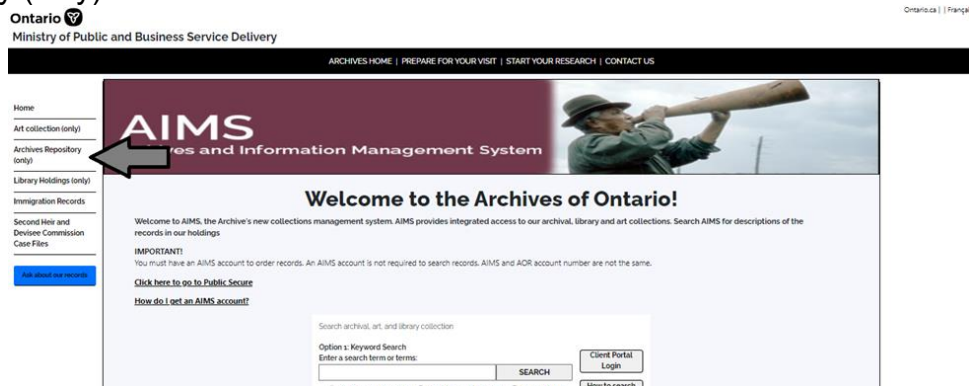 Ontario
Ministry of Public and Business Service Delivery
Ontario.ca | | Françai
ARCHIVES HOME | PREPARE FOR YOUR VISIT | START YOUR RESEARCH | CONTACT US
Home
Art collection (only)
Archives Repository
(only)
Library Holdings (only)
Immigration Records
Second Heir and
Devisee Commission
Case Files
Ask about our records
AIMS
and Information Management System
Welcome to the Archives of Ontario!
Welcome to AIMS, the Archive's new collections management system. AIMS provides integrated access to our archival, library and art collections. Search AIMS for descriptions of the
records in our holdings
IMPORTANT!
You must have an AIMS account to order records. An AIMS account is not required to search records. AIMS and AOR account number are not the same.
Click here to go to Public Secure
How do I get an AIMS account?
Search archival, art, and library collection
Option 1: Keyword Search
Enter a search term or terms:
SEARCH
Client Portal
Login
How to search